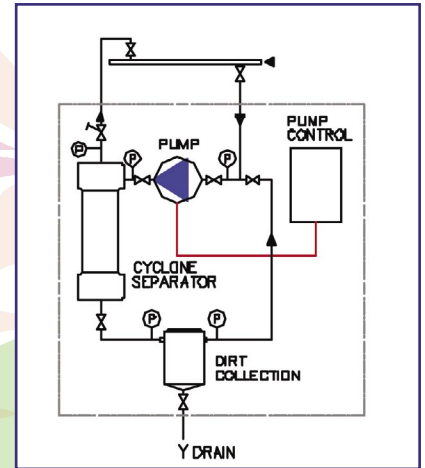 PUMP
CONTROL
PUMP
P
P
P
CYCLONE
SEPARATOR
P
P
DIRT
COLLECTION
Y DRAIN